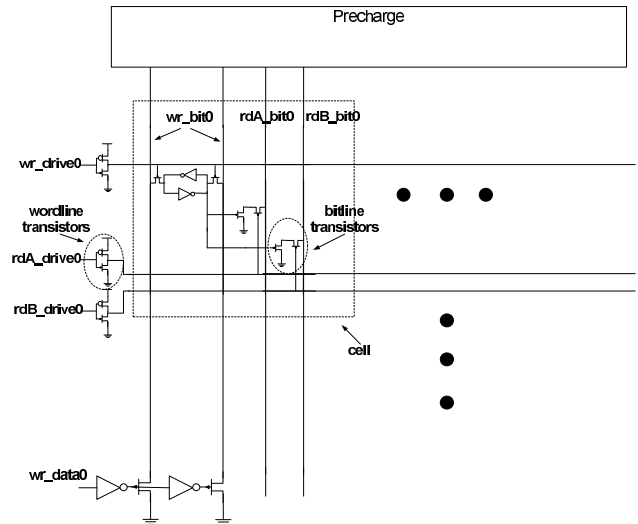 Precharge
wr_bit0 rdA_bit0 rdB_bit0
wr_drive0
wordline
transistors
bitline
transistors
rdA_drive0
rdB_drive0
cell
wr_data0